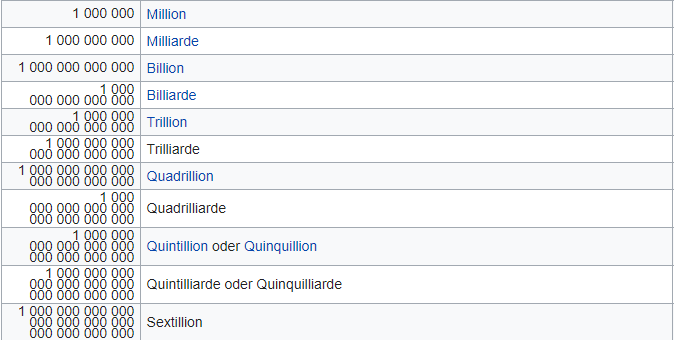 1 000 000 Million
1 000 000 000 Milliarde
1 000 000 000 000 Billion
1 000
000 000 000 000
Billiarde
1 000 000
000 000 000 000
Trillion
1 000 000 000
000 000 000 000
Trilliarde
1 000 000 000 000
000 000 000 000
Quadrillion
1 000
000 000 000 000
000 000 000 000
Quadrilliarde
1 000 000
000 000 000 000
000 000 000 000
Quintillion oder Quinquillion
1 000 000 000
000 000 000 000
000 000 000 000
Quintilliarde oder Quinquilliarde
1 000 000 000 000
000 000 000 000
000 000 000 000
Sextillion